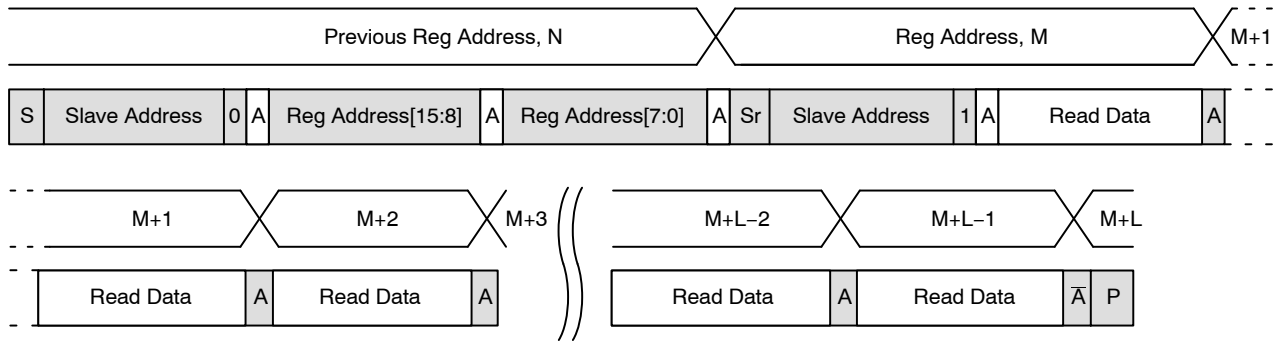 Previous Reg Address, N Reg Address, M M+1
S Slave Address 0 A Reg Address[15:8] A Reg Address[7:0] A Sr Slave Address 1 A Read Data A
M+1 M+2 M+3 M+L−2 M+L−1 M+L
Read Data A Read Data A Read Data A Read Data A̅ P